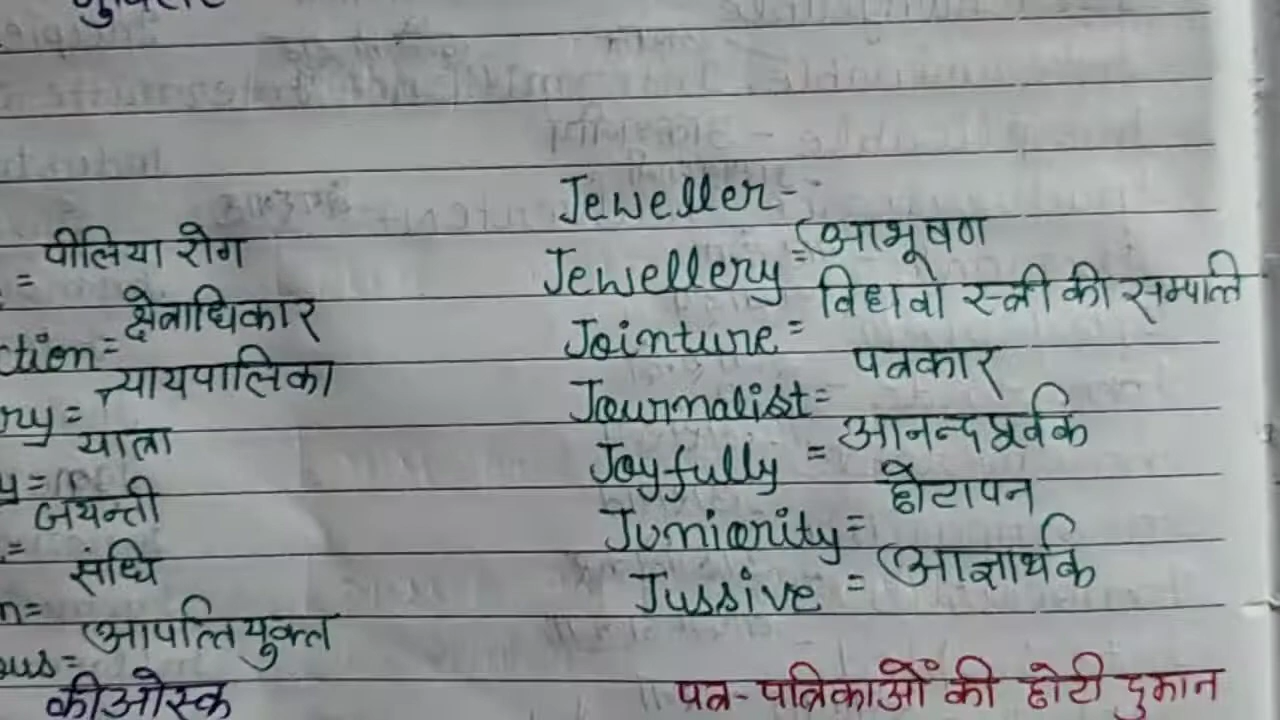 पीलिया रोग
=
क्षेत्राधिकार
ction=
न्यायपालिका
ry=
यात्रा
y=
जयन्ती
=
संधि
n=
आपत्तियुक्त
ous=
कीओस्क
Jeweller-
Jewellery = आभूषण
Jointure = विधवा स्त्री की सम्पत्ति
Journalist= पत्रकार
Joyfully = आनन्दपूर्वक
Juniority= छोटापन
Jussive = आज्ञार्थक
पत्र-पत्रिकाओं की छोटी दुकान